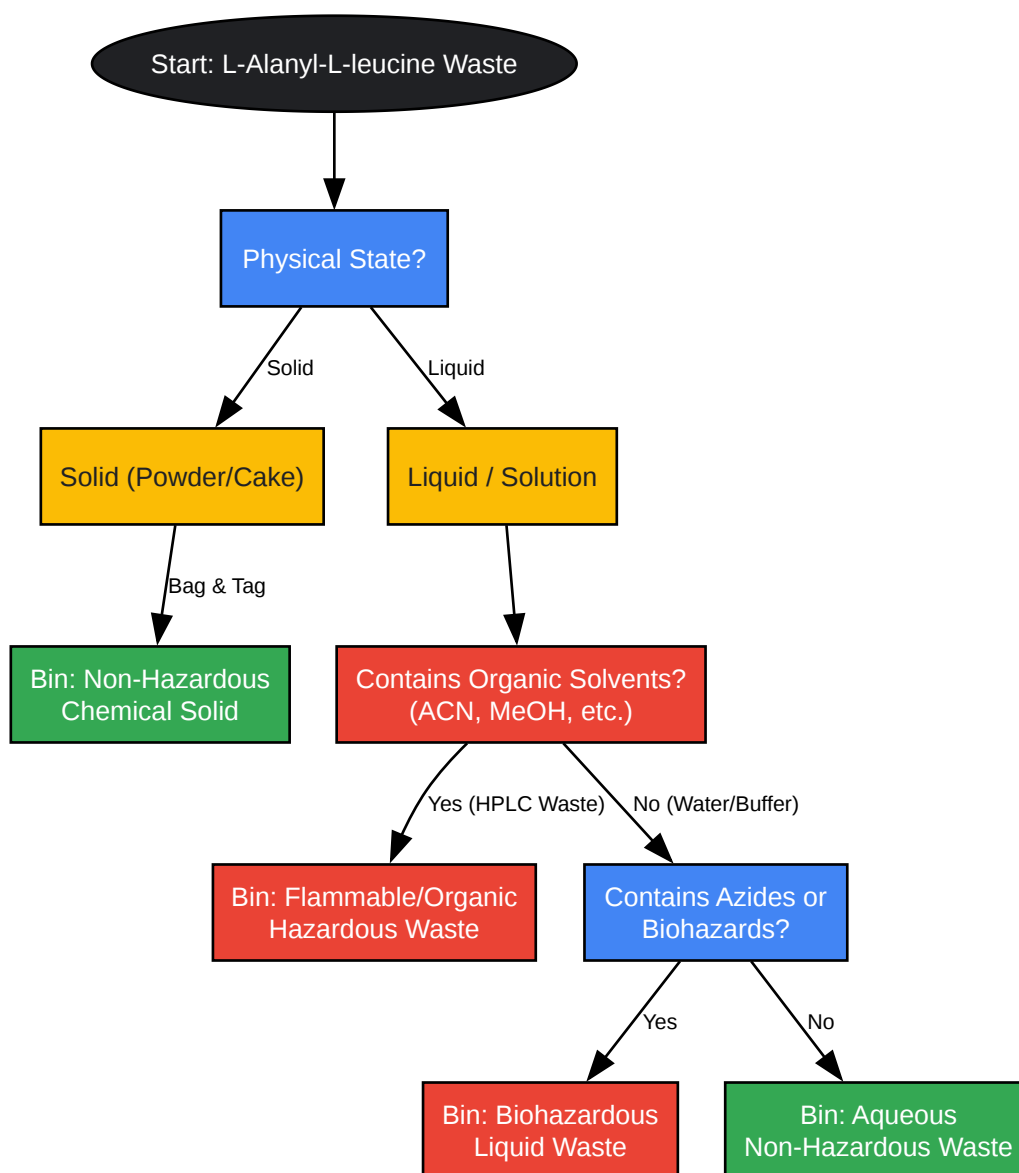 Start: L-Alanyl-L-leucine Waste
Physical State?
Solid
Liquid
Solid (Powder/Cake)
Liquid / Solution
Bag & Tag
Bin: Non-Hazardous
Chemical Solid
Contains Organic Solvents?
(ACN, MeOH, etc.)
Yes (HPLC Waste)
No (Water/Buffer)
Bin: Flammable/Organic
Hazardous Waste
Contains Azides or
Biohazards?
Yes
No
Bin: Biohazardous
Liquid Waste
Bin: Aqueous
Non-Hazardous Waste